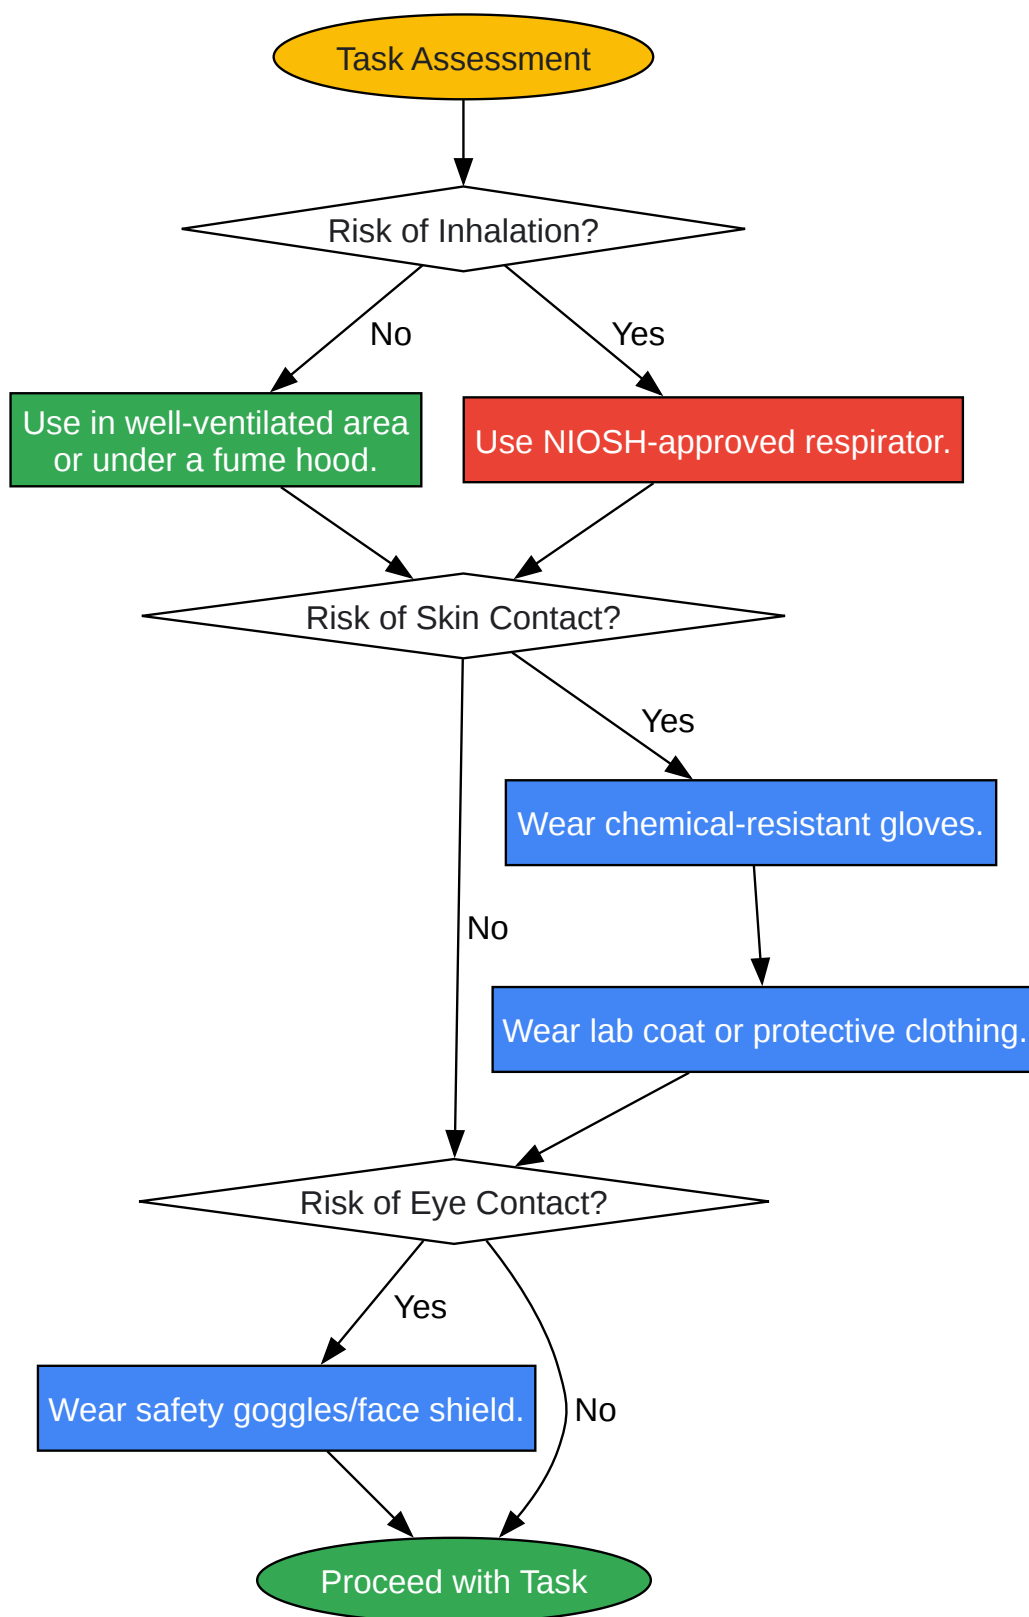 Task Assessment
Risk of Inhalation?
No
Yes
Use in well-ventilated area
or under a fume hood.
Use NIOSH-approved respirator.
Risk of Skin Contact?
Yes
Wear chemical-resistant gloves.
No
Wear lab coat or protective clothing.
Risk of Eye Contact?
Yes
Wear safety goggles/face shield.
No
Proceed with Task